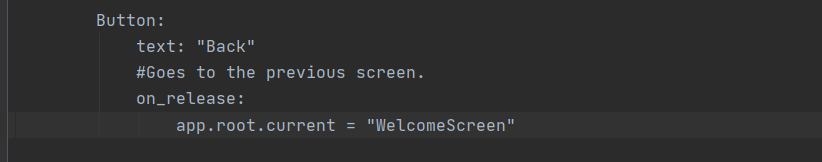 Button:
text: "Back"
#Goes to the previous screen.
on_release:
app.root.current = "WelcomeScreen"